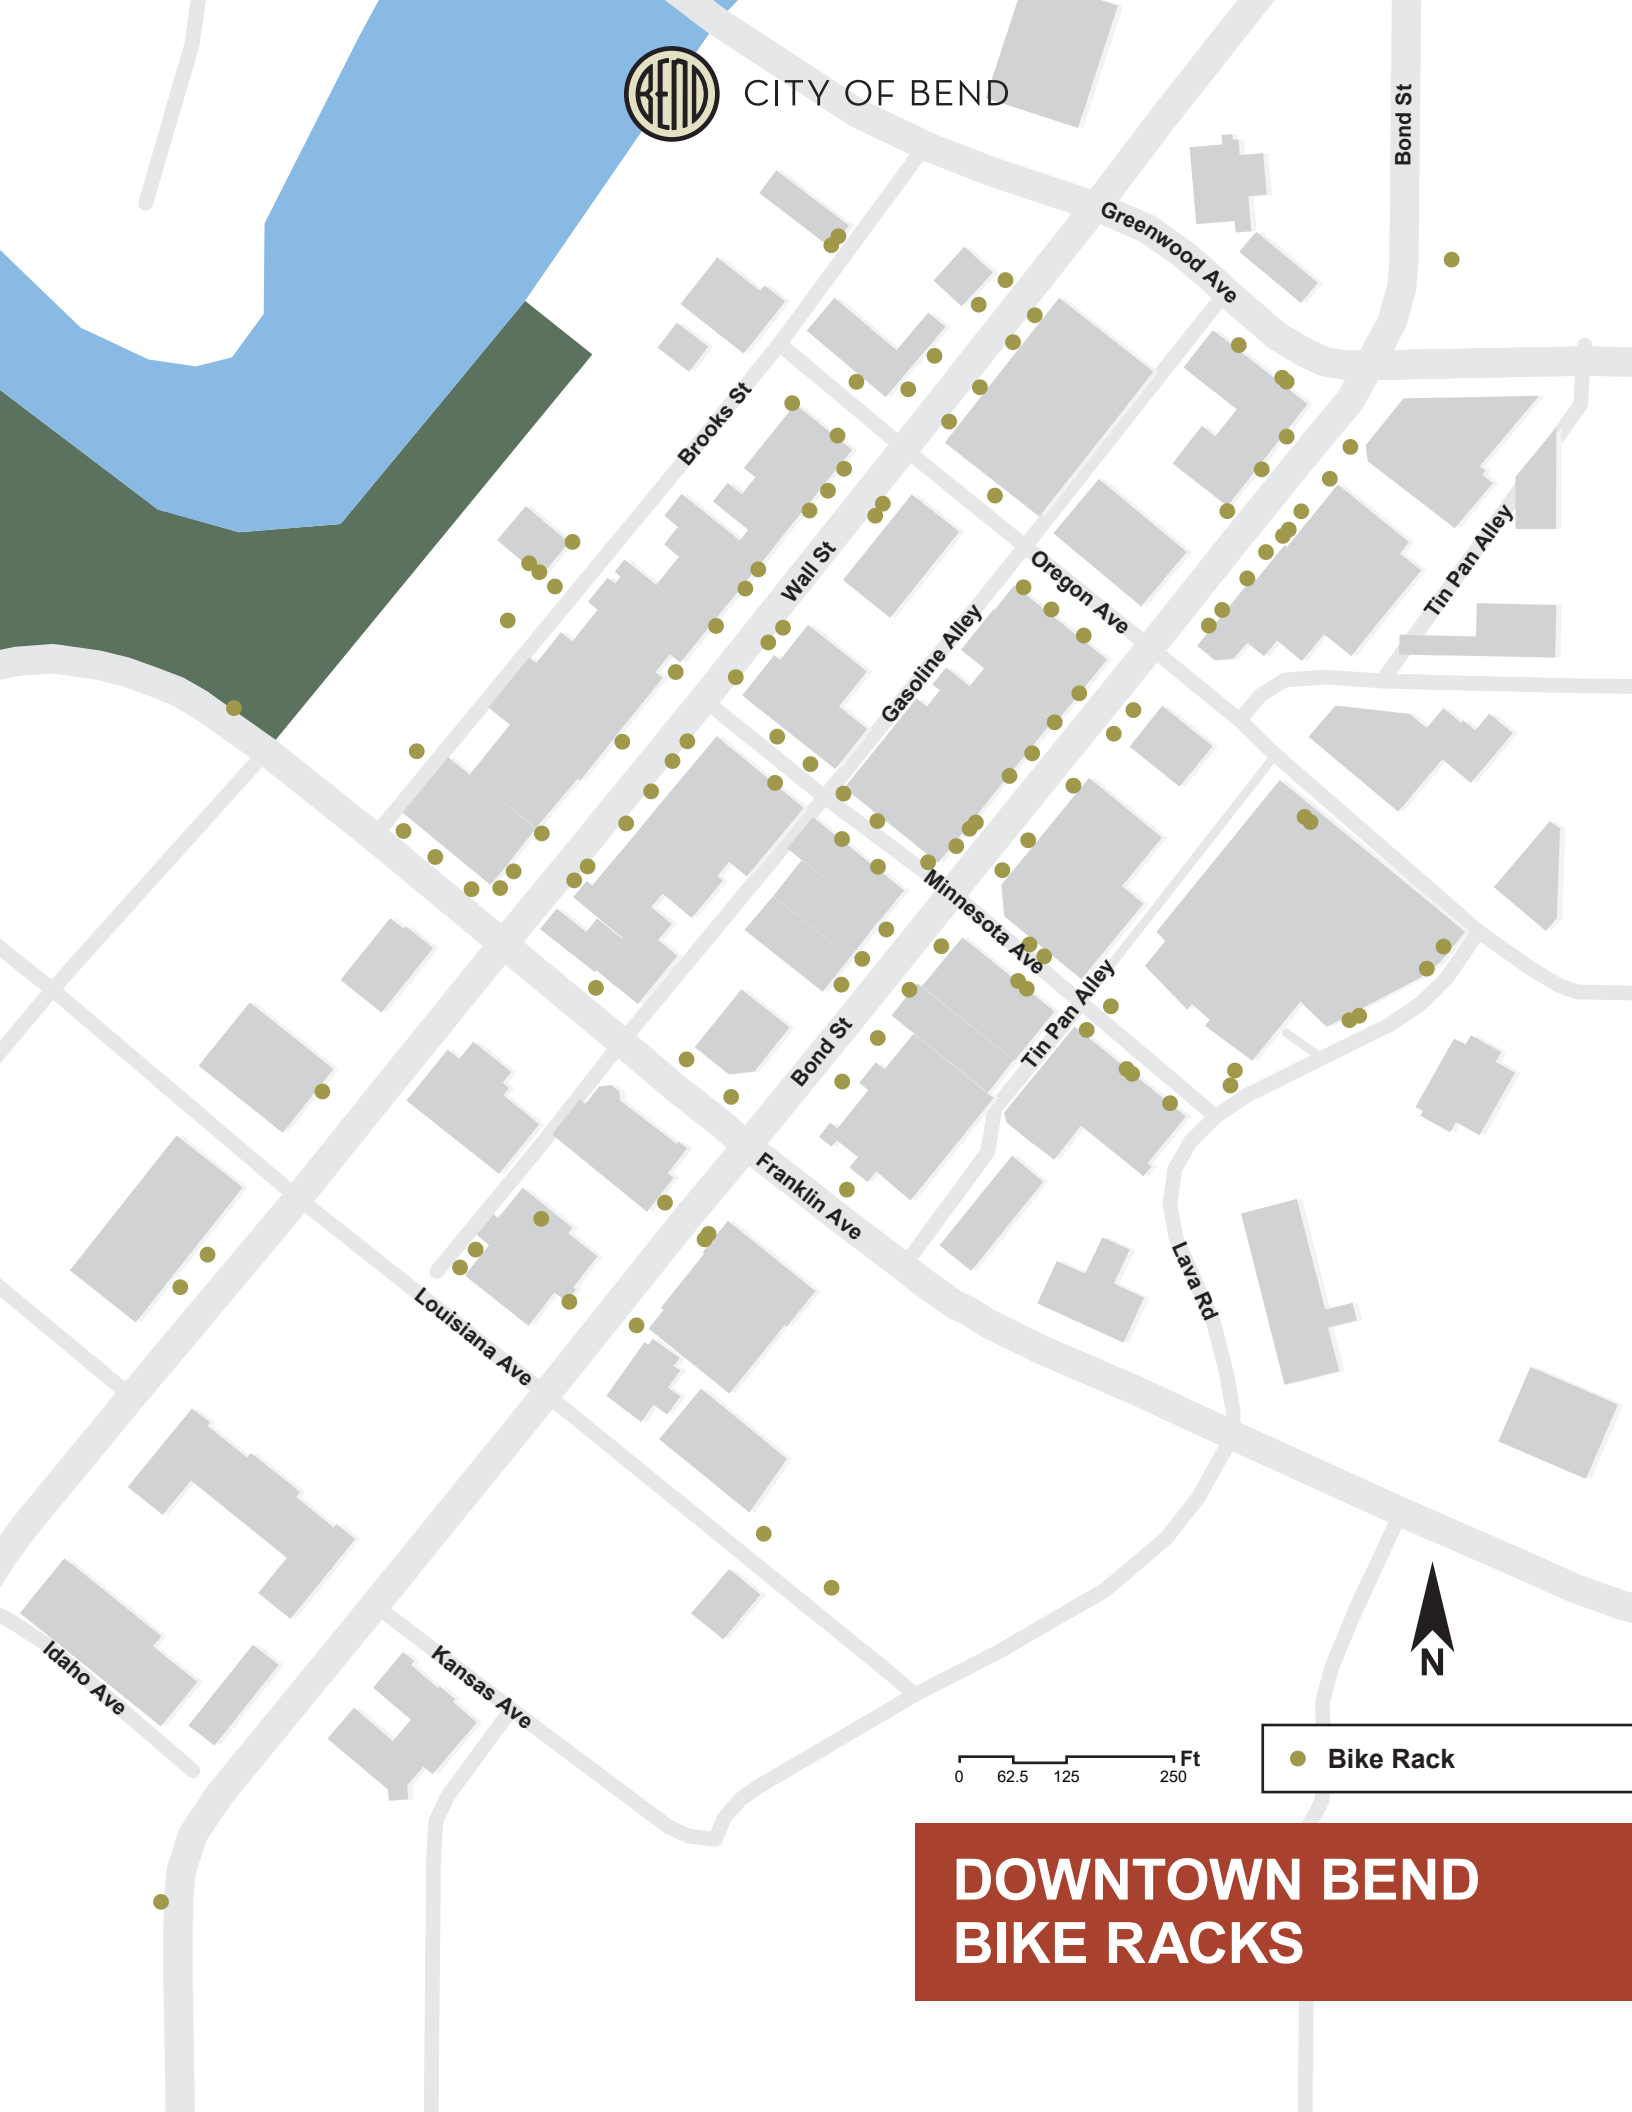 BEND
CITY OF BEND
Bond St
Greenwood Ave
Brooks St
Wall St
Tin Pan Alley
Oregon Ave
Gasoline Alley
Minnesota Ave
Tin Pan Alley
Bond St
Franklin Ave
Lava Rd
Louisiana Ave
Idaho Ave
Kansas Ave
N
Ft
0 62.5 125 250
Bike Rack
DOWNTOWN BEND
BIKE RACKS